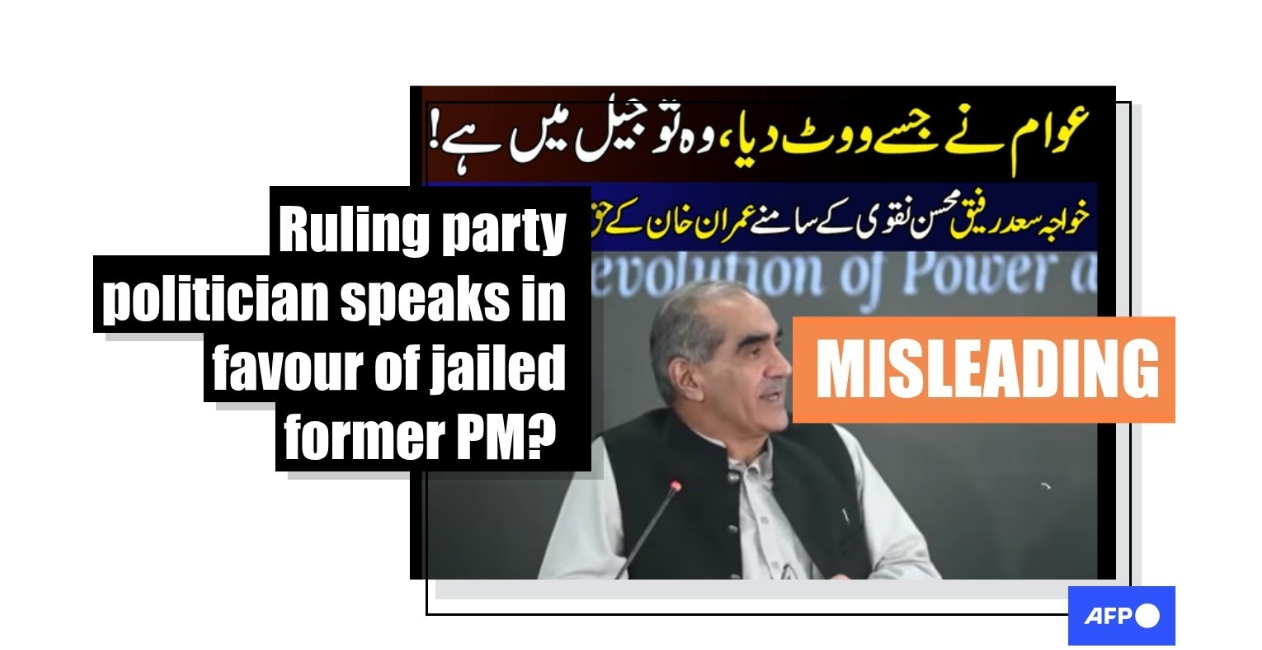 عوام نے جسے ووٹ دیا، وہ تو جیل میں ہے!
خواجہ سعد رفیق محسن نقوی کے سامنے عمران خان کے حق
evolution of Power a
Ruling party
politician speaks in
favour of jailed
former PM?
MISLEADING
AFP